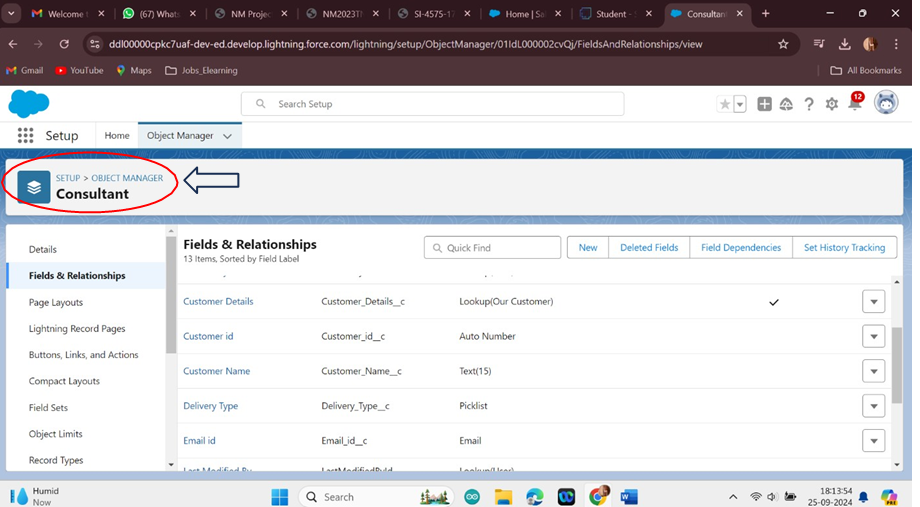 Welcome t
(67) Whats
NM Projec
NM2023TM
SI-4575-17
Home | Sa
Student - S
Consultan
ddl00000cpkc7uaf-dev-ed.develop.lightning.force.com/lightning/setup/ObjectManager/01IdL000002cvQj/FieldsAndRelationships/view
Gmail
YouTube
Maps
Jobs_Elearning
All Bookmarks
Search Setup
12
Setup
Home
Object Manager
SETUP > OBJECT MANAGER
Consultant
Details
Fields & Relationships
Page Layouts
Lightning Record Pages
Buttons, Links, and Actions
Compact Layouts
Field Sets
Object Limits
Record Types
Fields & Relationships
13 Items, Sorted by Field Label
Quick Find
New
Deleted Fields
Field Dependencies
Set History Tracking
Customer Details Customer_Details__c Lookup(Our Customer)
Customer id Customer_id__c Auto Number
Customer Name Customer_Name__c Text(15)
Delivery Type Delivery_Type__c Picklist
Email id Email_id__c Email
Last Modified By LastModifiedById Lookup(User)
Humid
Now
Search
18:13:54
25-09-2024